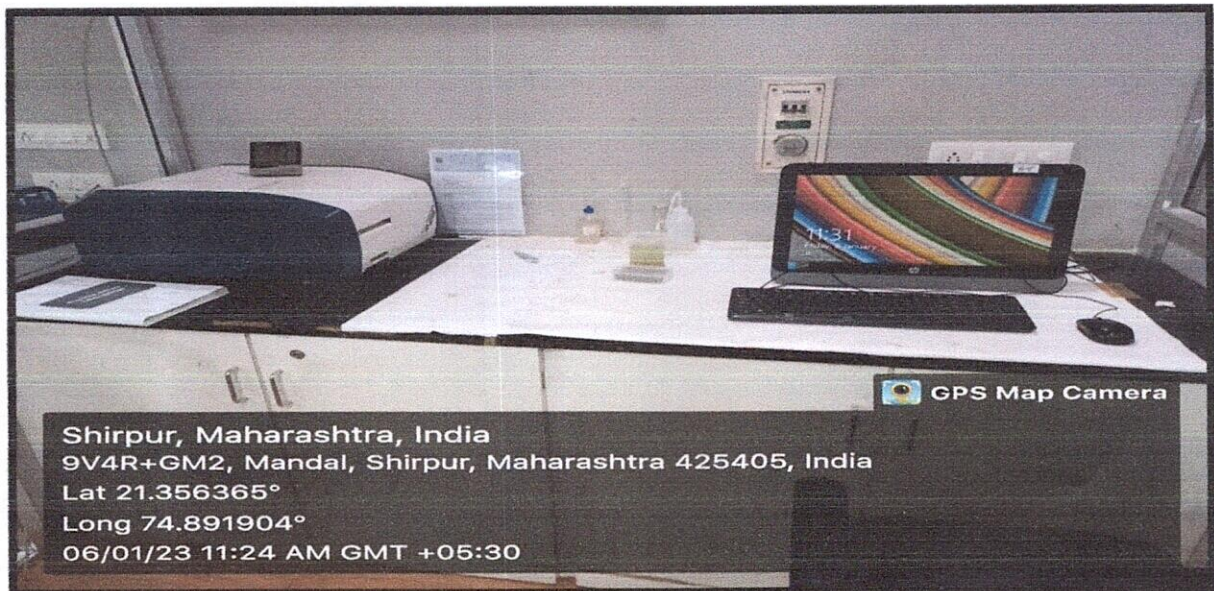 11:31
GPS Map Camera
Shirpur, Maharashtra, India
9V4R+GM2, Mandal, Shirpur, Maharashtra 425405, India
Lat 21.356365°
Long 74.891904°
06/01/23 11:24 AM GMT +05:30